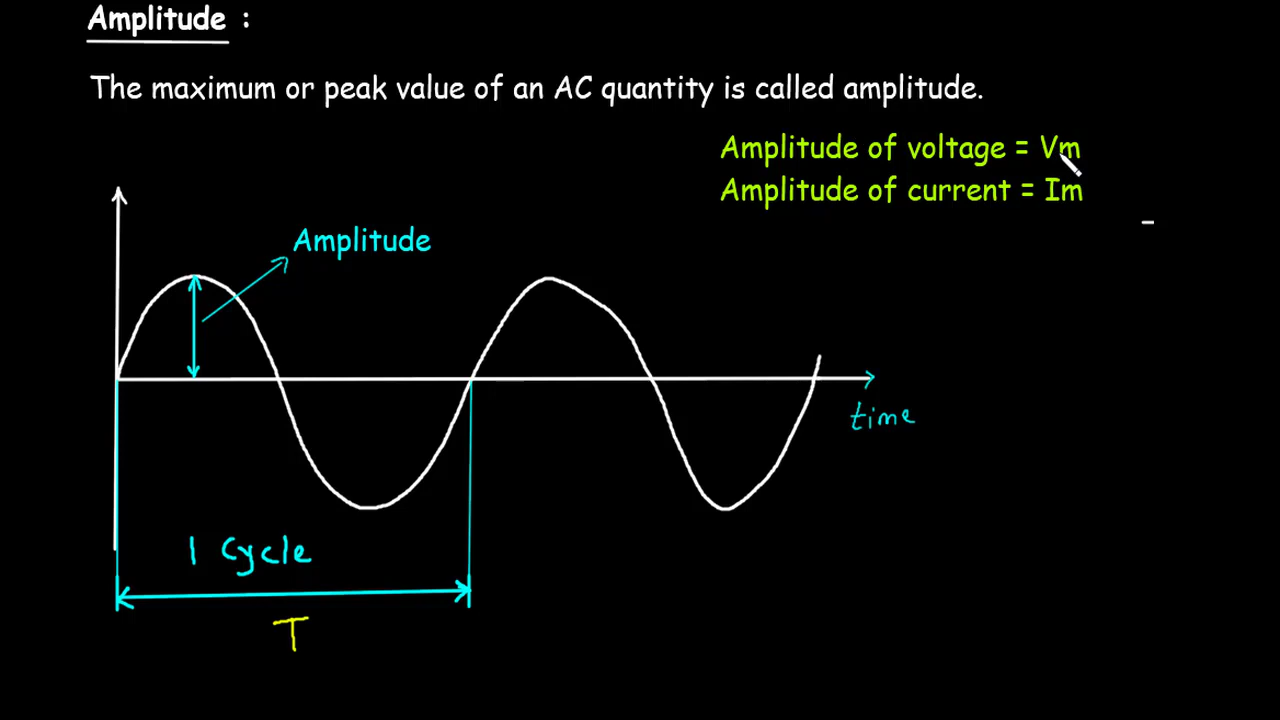 Amplitude :
The maximum or peak value of an AC quantity is called amplitude.
Amplitude of voltage = Vm
Amplitude of current = Im
Amplitude
time
1 Cycle
T